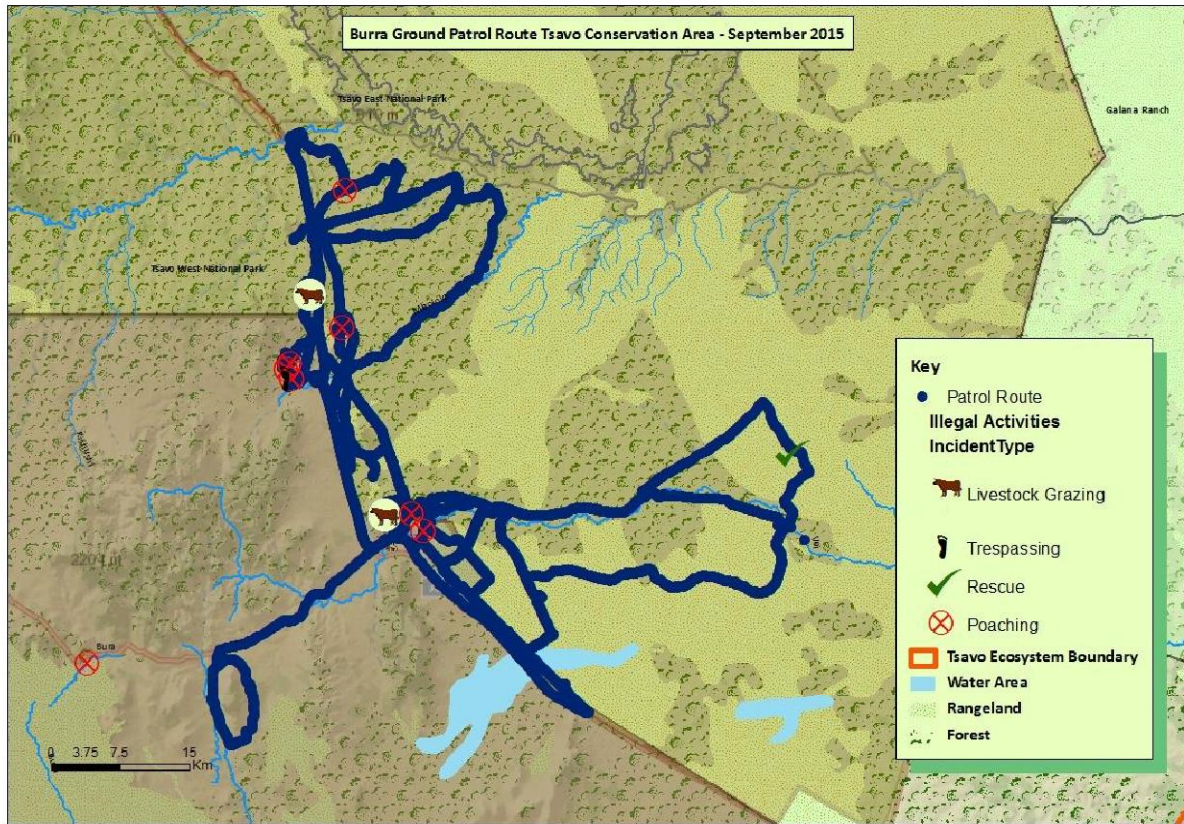 Burra Ground Patrol Route Tsavo Conservation Area - September 2015
Tsavo East National Park
Galana Ranch
Tsavo West National Park
Key
Patrol Route
Illegal Activities
IncidentType
Livestock Grazing
Trespassing
Rescue
Poaching
Tsavo Ecosystem Boundary
Water Area
Rangeland
Forest
Voi
2204 m
Bura
0 3.75 7.5 15
Km